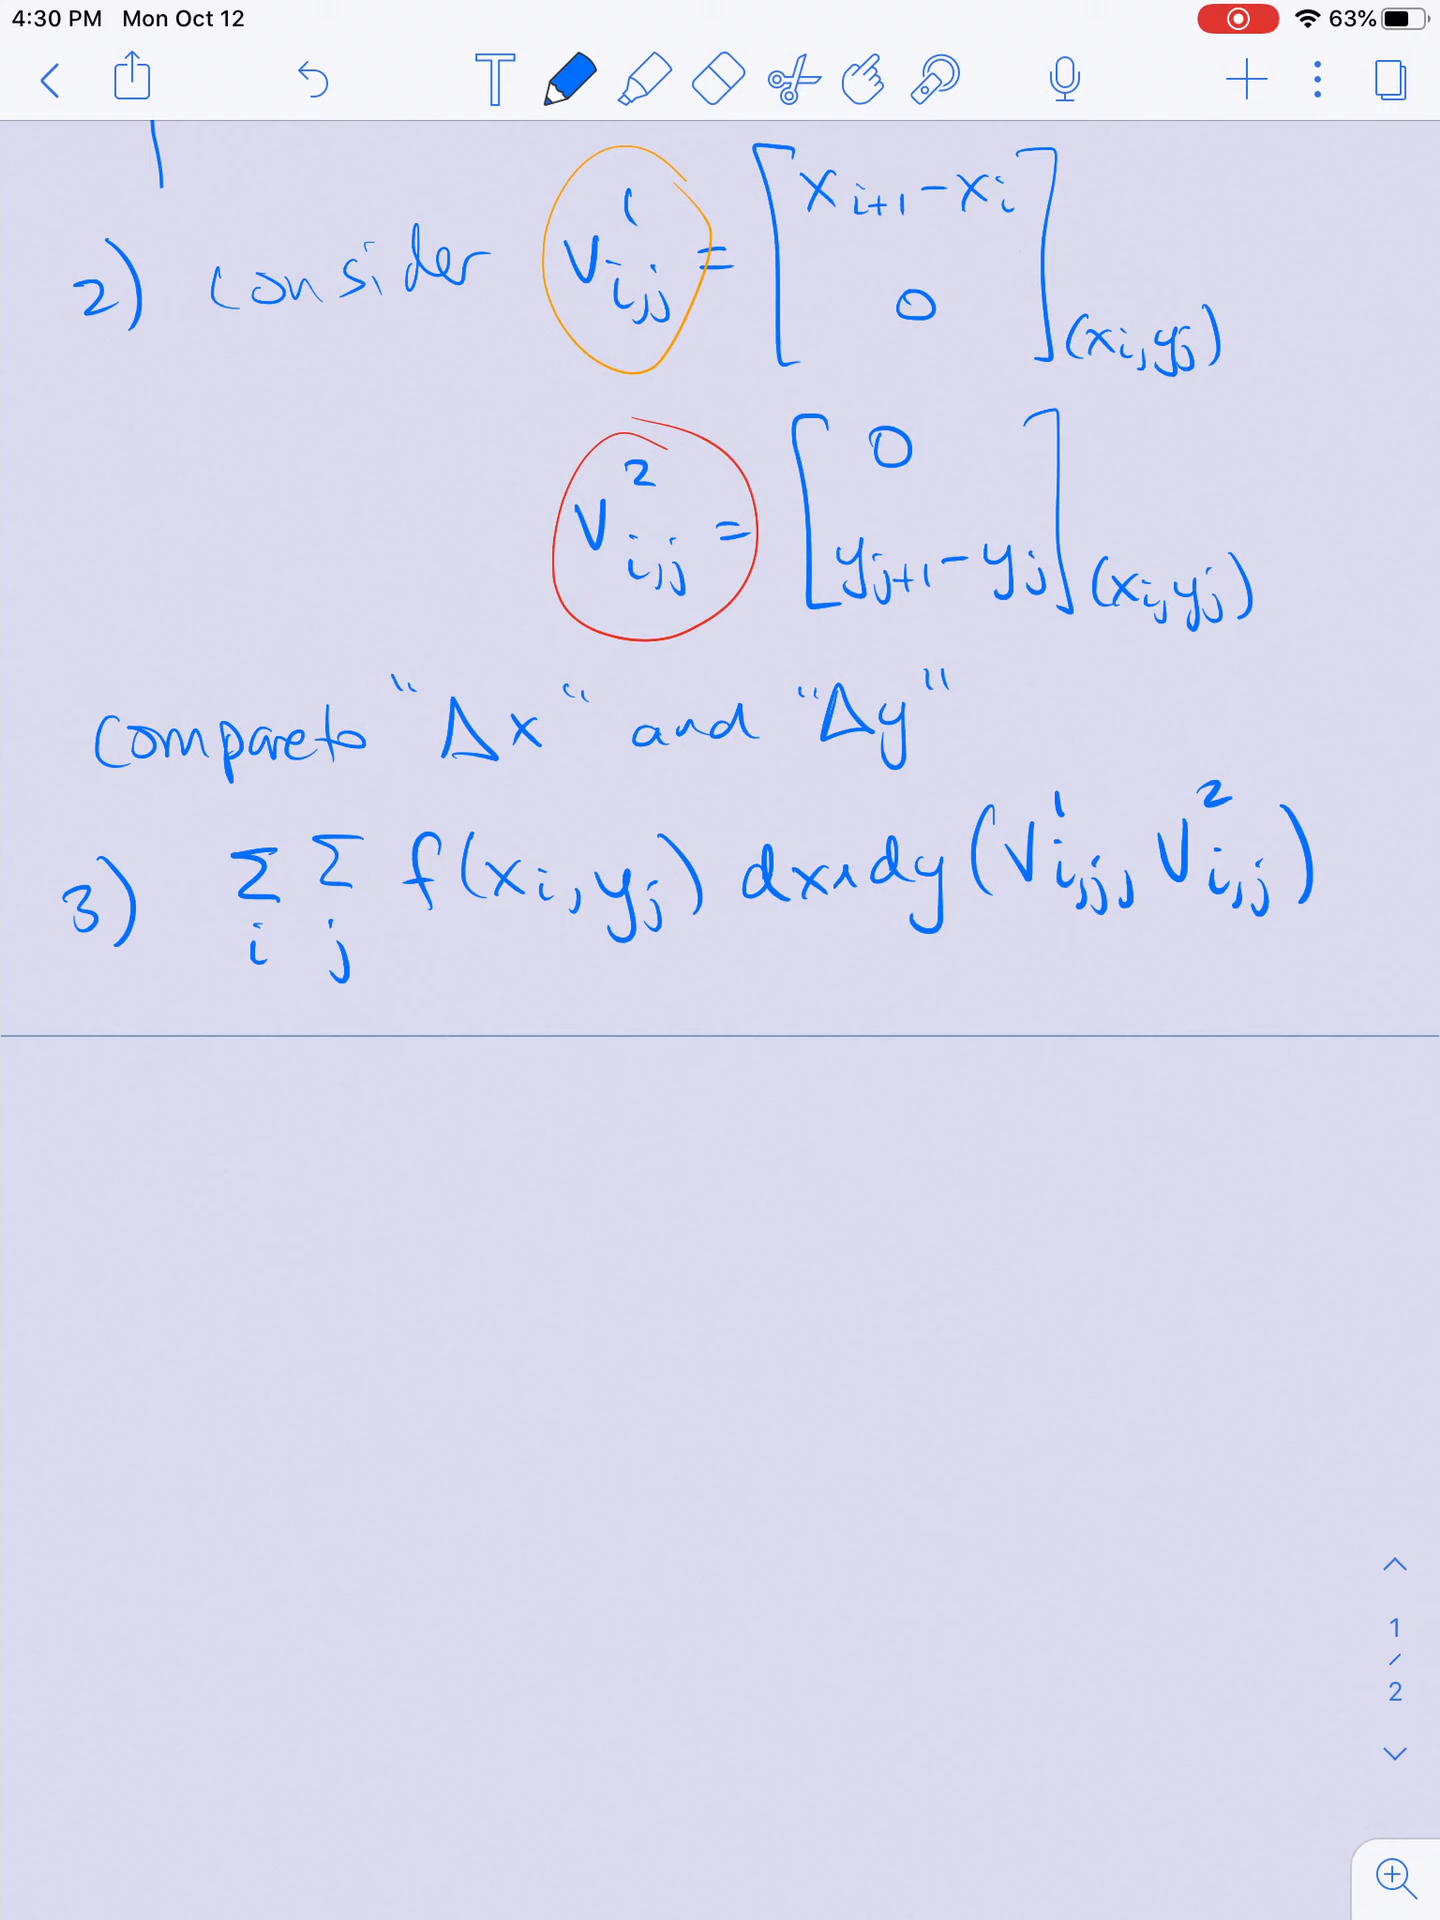 4:30 PM Mon Oct 12 63%
T
2) consider v¹ᵢ,ⱼ = [xᵢ₊₁ - xᵢ
0](xᵢ, yⱼ)
v²ᵢ,ⱼ = [0
yⱼ₊₁ - yⱼ](xᵢ, yⱼ)
compare to "Δx" and "Δy"
3) Σᵢ Σⱼ f(xᵢ, yⱼ) dx∧dy (v¹ᵢ,ⱼ, v²ᵢ,ⱼ)
1
/
2